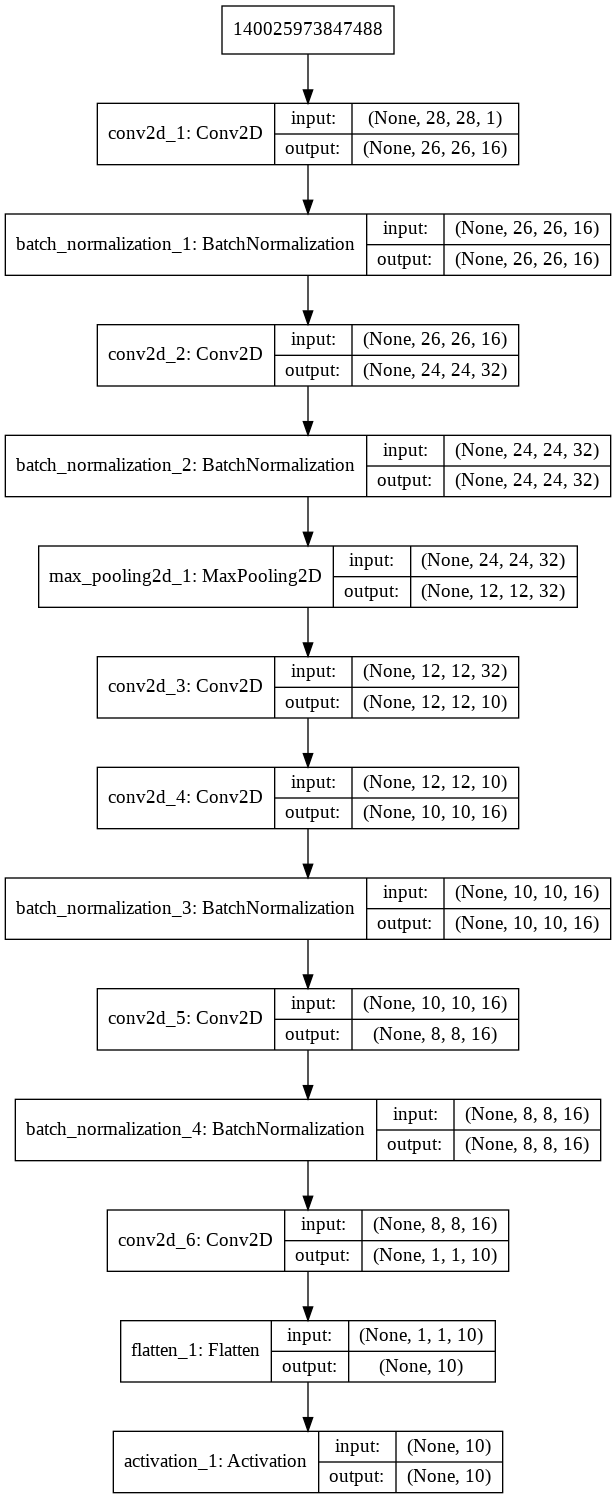 140025973847488
conv2d_1: Conv2D
input: (None, 28, 28, 1)
output: (None, 26, 26, 16)
batch_normalization_1: BatchNormalization
input: (None, 26, 26, 16)
output: (None, 26, 26, 16)
conv2d_2: Conv2D
input: (None, 26, 26, 16)
output: (None, 24, 24, 32)
batch_normalization_2: BatchNormalization
input: (None, 24, 24, 32)
output: (None, 24, 24, 32)
max_pooling2d_1: MaxPooling2D
input: (None, 24, 24, 32)
output: (None, 12, 12, 32)
conv2d_3: Conv2D
input: (None, 12, 12, 32)
output: (None, 12, 12, 10)
conv2d_4: Conv2D
input: (None, 12, 12, 10)
output: (None, 10, 10, 16)
batch_normalization_3: BatchNormalization
input: (None, 10, 10, 16)
output: (None, 10, 10, 16)
conv2d_5: Conv2D
input: (None, 10, 10, 16)
output: (None, 8, 8, 16)
batch_normalization_4: BatchNormalization
input: (None, 8, 8, 16)
output: (None, 8, 8, 16)
conv2d_6: Conv2D
input: (None, 8, 8, 16)
output: (None, 1, 1, 10)
flatten_1: Flatten
input: (None, 1, 1, 10)
output: (None, 10)
activation_1: Activation
input: (None, 10)
output: (None, 10)